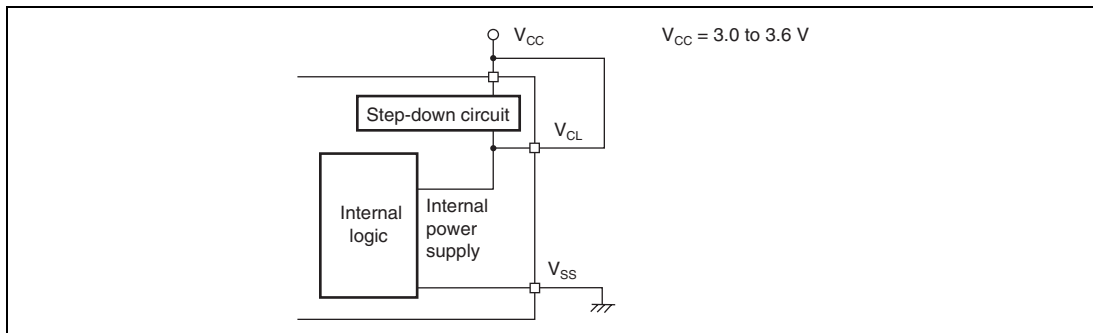 V_CC
V_CC = 3.0 to 3.6 V
Step-down circuit
V_CL
Internal
logic
Internal
power
supply
V_SS